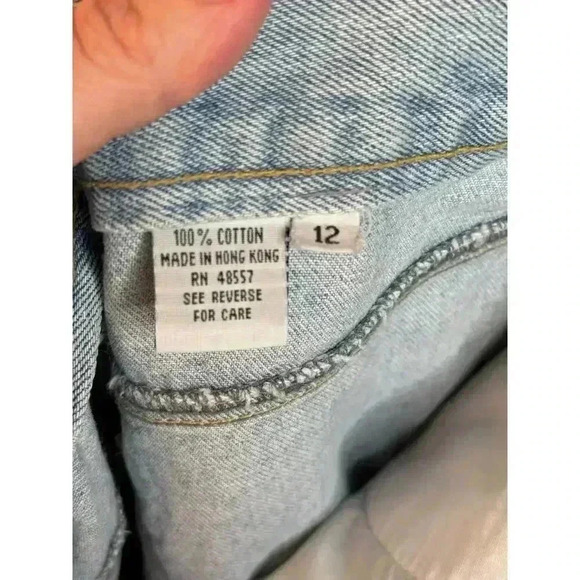 100% COTTON
MADE IN HONG KONG
RN 48557
SEE REVERSE
FOR CARE
12